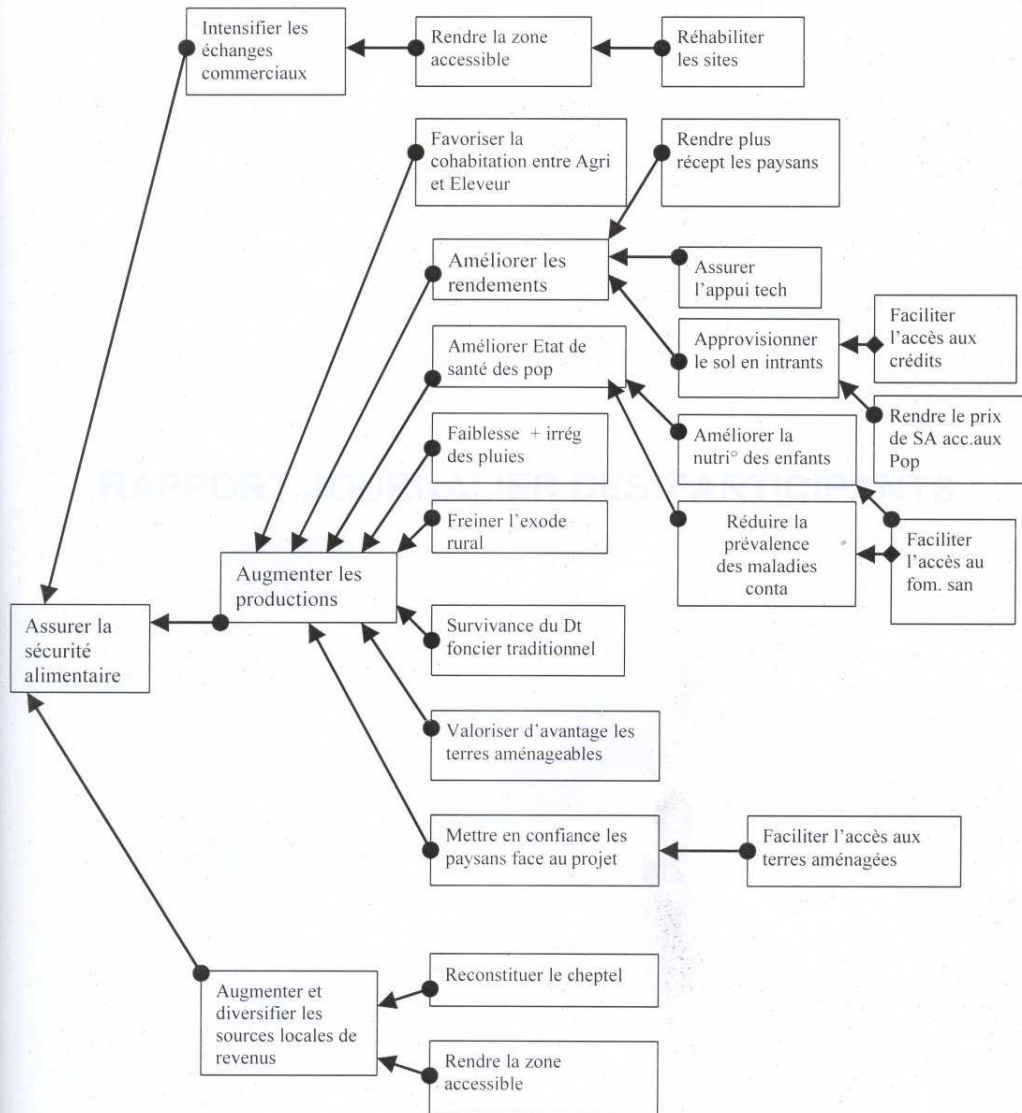 Intensifier les
échanges
commerciaux
Rendre la zone
accessible
Réhabiliter
les sites
Favoriser la
cohabitation entre Agri
et Eleveur
Rendre plus
récept les paysans
Améliorer les
rendements
Assurer
l'appui tech
Approvisionner
le sol en intrants
Faciliter
l'accès aux
crédits
Améliorer Etat de
santé des pop
Rendre le prix
de SA acc.aux
Pop
Améliorer la
nutri° des enfants
Faiblesse + irrég
des pluies
RAPPORT JOURNALIER DES PARTICIPANTS
Freiner l'exode
rural
Réduire la
prévalence
des maladies
conta
Faciliter
l'accès au
fom. san
Augmenter les
productions
Assurer la
sécurité
alimentaire
Survivance du Dt
foncier traditionnel
Valoriser d'avantage les
terres aménageables
Mettre en confiance les
paysans face au projet
Faciliter l'accès aux
terres aménagées
Augmenter et
diversifier les
sources locales de
revenus
Reconstituer le cheptel
Rendre la zone
accessible